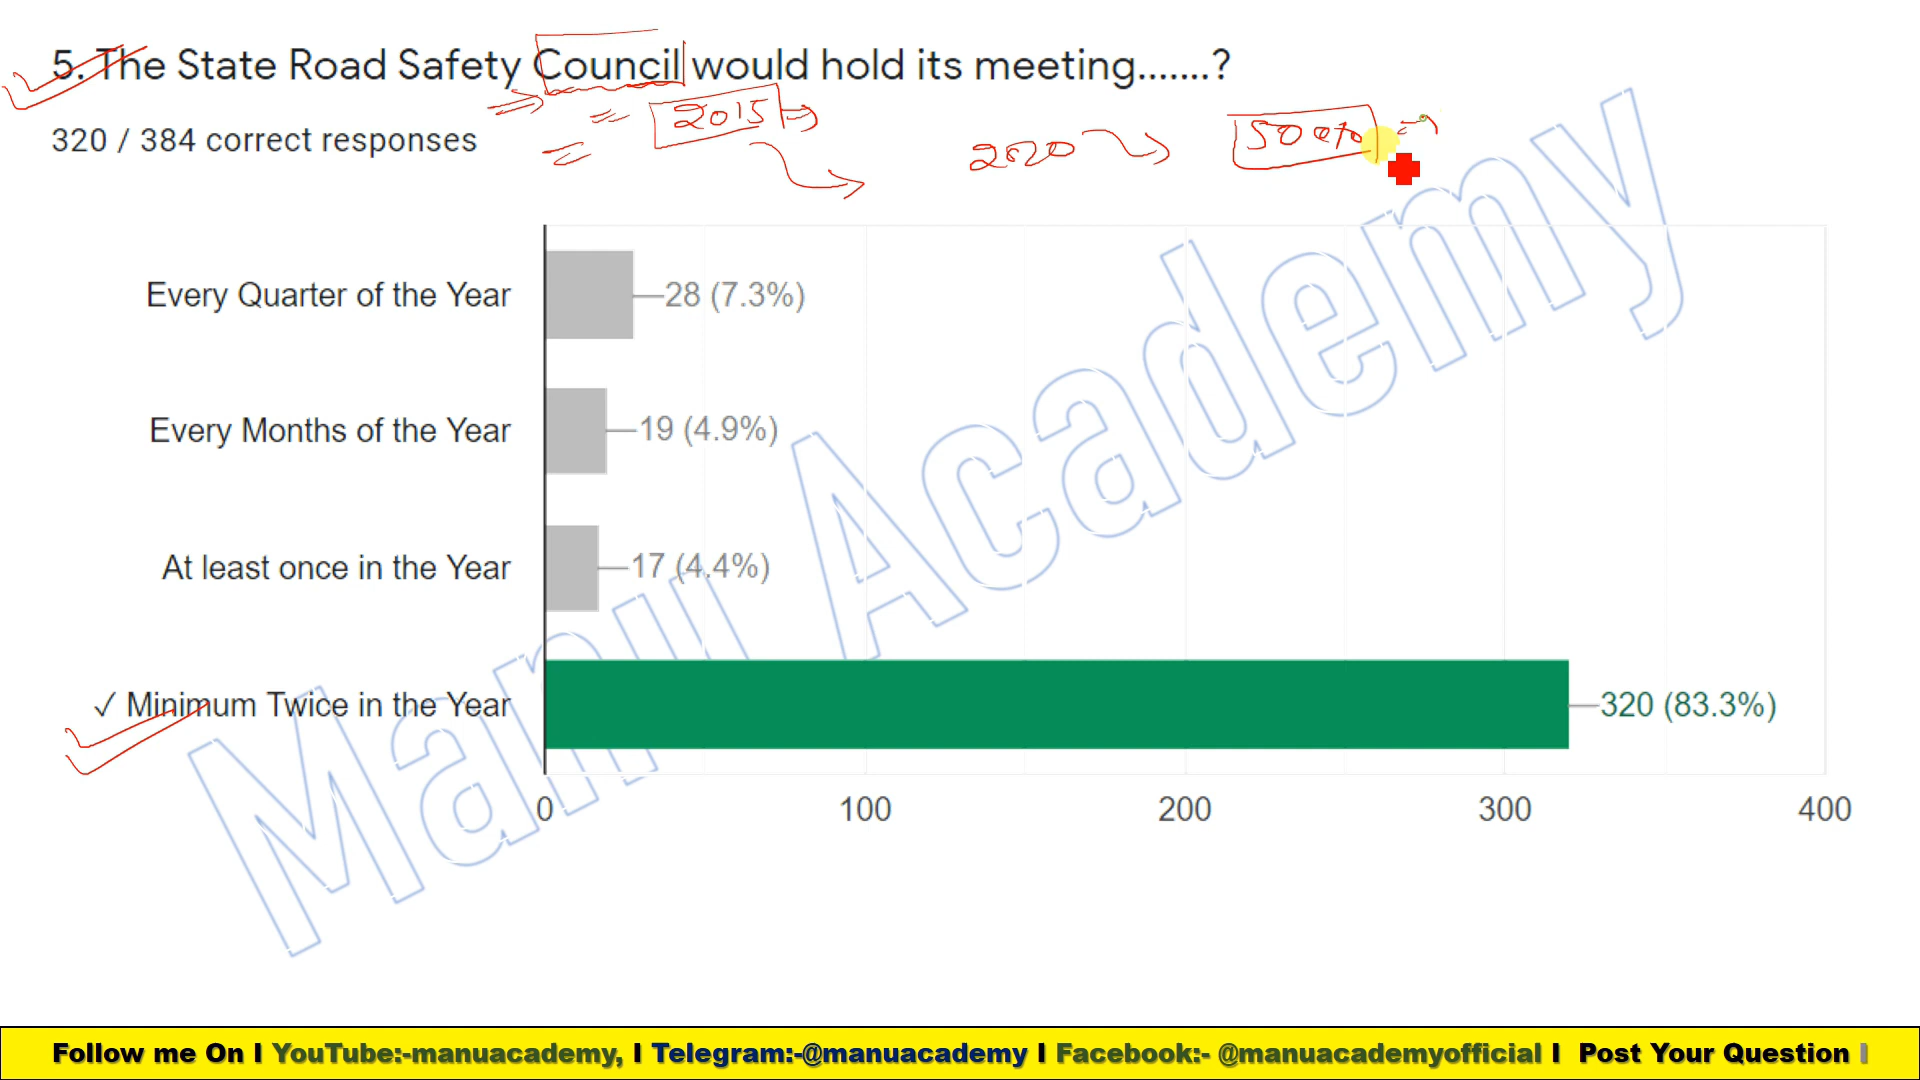 5. The State Road Safety Council would hold its meeting.......?
320 / 384 correct responses
2015
2020
50%
Every Quarter of the Year
28 (7.3%)
Every Months of the Year
19 (4.9%)
At least once in the Year
17 (4.4%)
✓ Minimum Twice in the Year
320 (83.3%)
0 100 200 300 400
Manu Academy
Follow me On I YouTube:-manuacademy, I Telegram:-@manuacademy I Facebook:- @manuacademyofficial I Post Your Question I